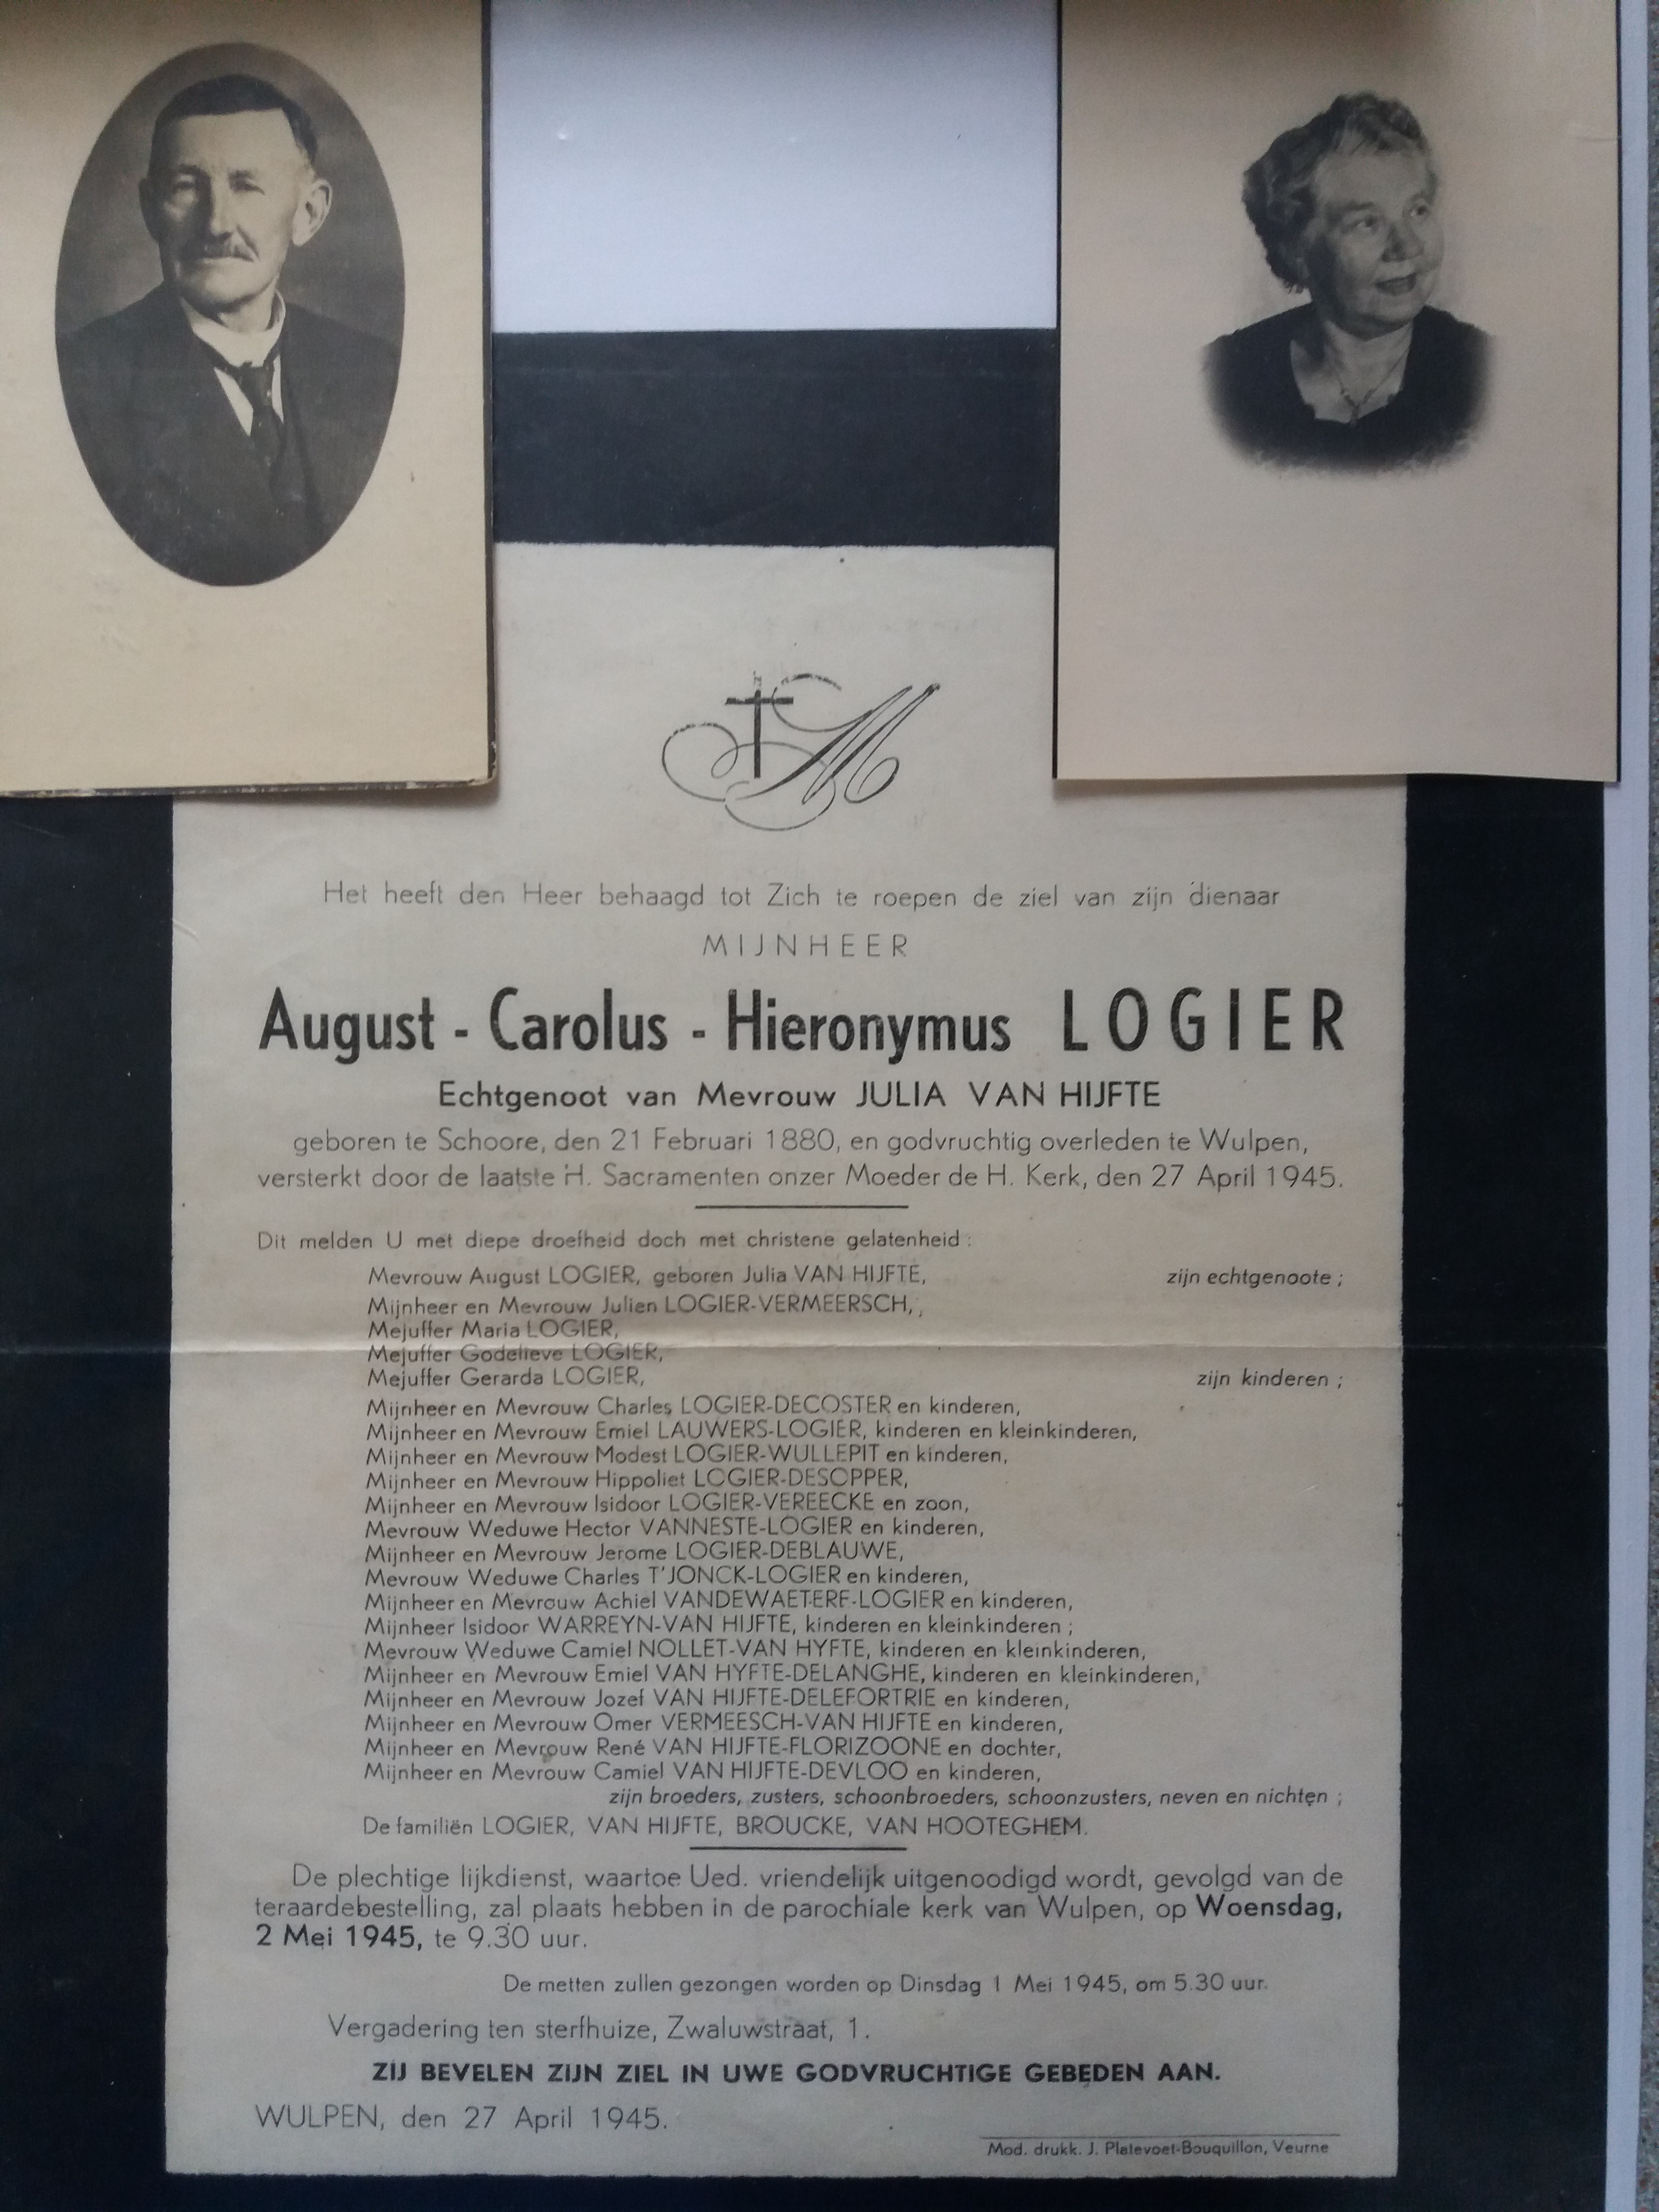 M
Het heeft den Heer behaagd tot Zich te roepen de ziel van zijn dienaar
MIJNHEER
August - Carolus - Hieronymus LOGIER
Echtgenoot van Mevrouw JULIA VAN HIJFTE
geboren te Schoore, den 21 Februari 1880, en godvruchtig overleden te Wulpen,
versterkt door de laatste H. Sacramenten onzer Moeder de H. Kerk, den 27 April 1945.
Dit melden U met diepe droefheid doch met christene gelatenheid :
Mevrouw August LOGIER, geboren Julia VAN HIJFTE, zijn echtgenoote ;
Mijnheer en Mevrouw Julien LOGIER-VERMEERSCH,
Mejuffer Maria LOGIER,
Mejuffer Godelieve LOGIER,
Mejuffer Gerarda LOGIER, zijn kinderen ;
Mijnheer en Mevrouw Charles LOGIER-DECOSTER en kinderen,
Mijnheer en Mevrouw Emiel LAUWERS-LOGIER, kinderen en kleinkinderen,
Mijnheer en Mevrouw Modest LOGIER-WULLEPIT en kinderen,
Mijnheer en Mevrouw Hippoliet LOGIER-DESOPPER,
Mijnheer en Mevrouw Isidoor LOGIER-VEREECKE en zoon,
Mevrouw Weduwe Hector VANNESTE-LOGIER en kinderen,
Mijnheer en Mevrouw Jerome LOGIER-DEBLAUWE,
Mevrouw Weduwe Charles T'JONCK-LOGIER en kinderen,
Mijnheer en Mevrouw Achiel VANDEWAETERE-LOGIER en kinderen,
Mijnheer Isidoor WARREYN-VAN HIJFTE, kinderen en kleinkinderen ;
Mevrouw Weduwe Camiel NOLLET-VAN HYFTE, kinderen en kleinkinderen,
Mijnheer en Mevrouw Emiel VAN HYFTE-DELANGHE, kinderen en kleinkinderen,
Mijnheer en Mevrouw Jozef VAN HIJFTE-DELEFORTRIE en kinderen,
Mijnheer en Mevrouw Omer VERMEESCH-VAN HIJFTE en kinderen,
Mijnheer en Mevrouw René VAN HIJFTE-FLORIZOONE en dochter,
Mijnheer en Mevrouw Camiel VAN HIJFTE-DEVLOO en kinderen,
zijn broeders, zusters, schoonbroeders, schoonzusters, neven en nichten ;
De familiën LOGIER, VAN HIJFTE, BROUCKE, VAN HOOTEGHEM.
De plechtige lijkdienst, waartoe Ued. vriendelijk uitgenoodigd wordt, gevolgd van de
teraardebestelling, zal plaats hebben in de parochiale kerk van Wulpen, op Woensdag,
2 Mei 1945, te 9.30 uur.
De metten zullen gezongen worden op Dinsdag 1 Mei 1945, om 5.30 uur.
Vergadering ten sterfhuize, Zwaluwstraat, 1.
ZIJ BEVELEN ZIJN ZIEL IN UWE GODVRUCHTIGE GEBEDEN AAN.
WULPEN, den 27 April 1945.
Mod. drukk. J. Platevoet-Bouquillon, Veurne